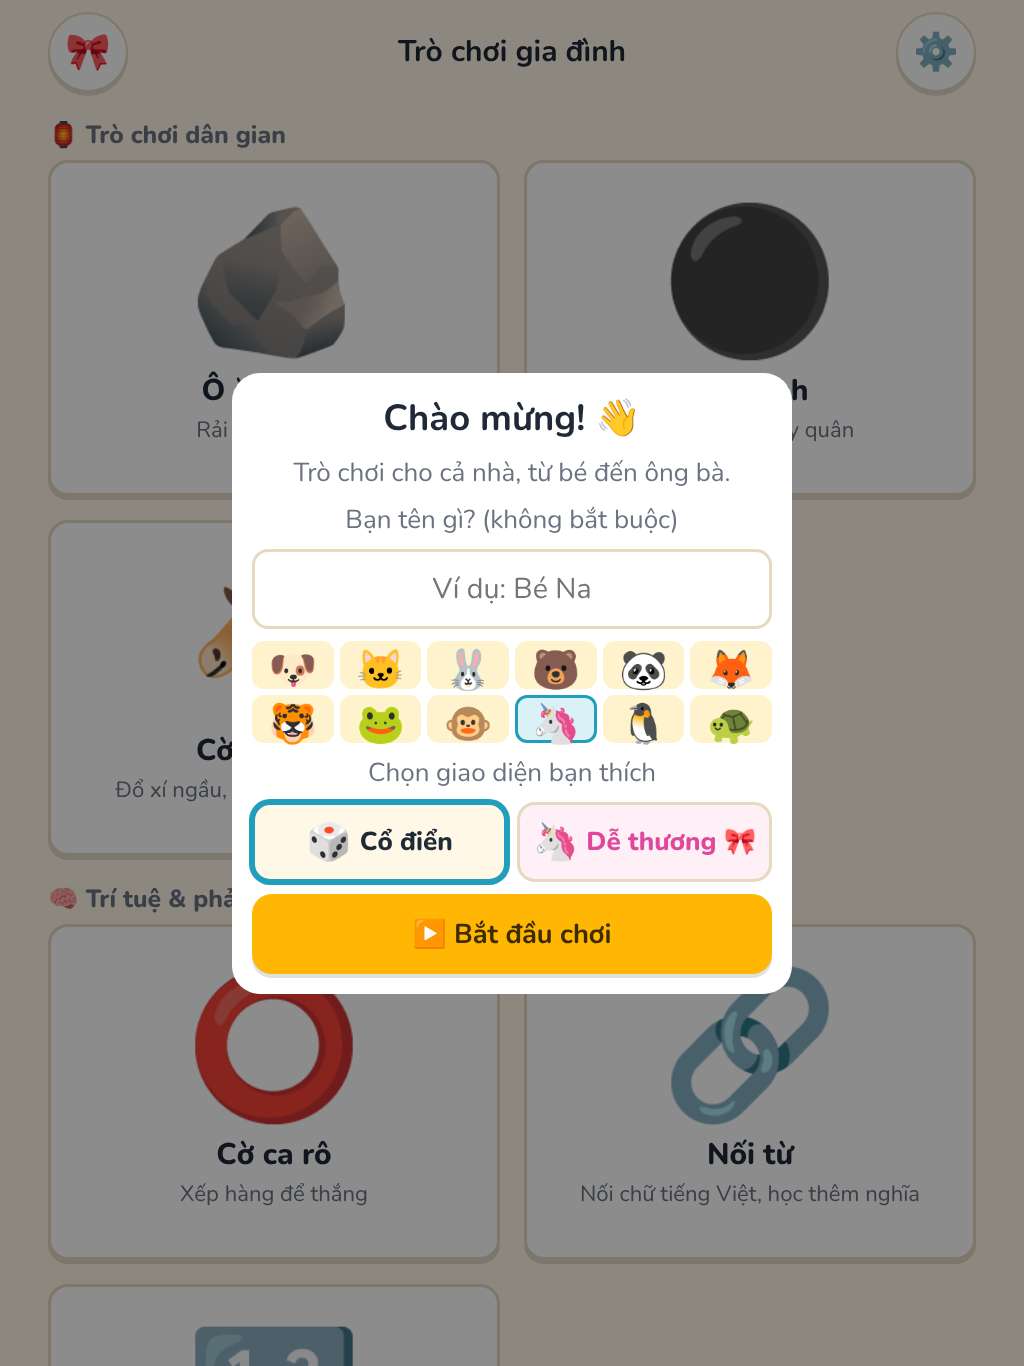 Trò chơi gia đình
Trò chơi dân gian
Ô
h
Rải
quân
Chào mừng!
Trò chơi cho cả nhà, từ bé đến ông bà.
Bạn tên gì? (không bắt buộc)
Ví dụ: Bé Na
Chọn giao diện bạn thích
Cổ điển
Dễ thương
Bắt đầu chơi
Cờ
Đổ xí ngầu,
Trí tuệ &
Cờ ca rô
Xếp hàng để thắng
Nối từ
Nối chữ tiếng Việt, học thêm nghĩa